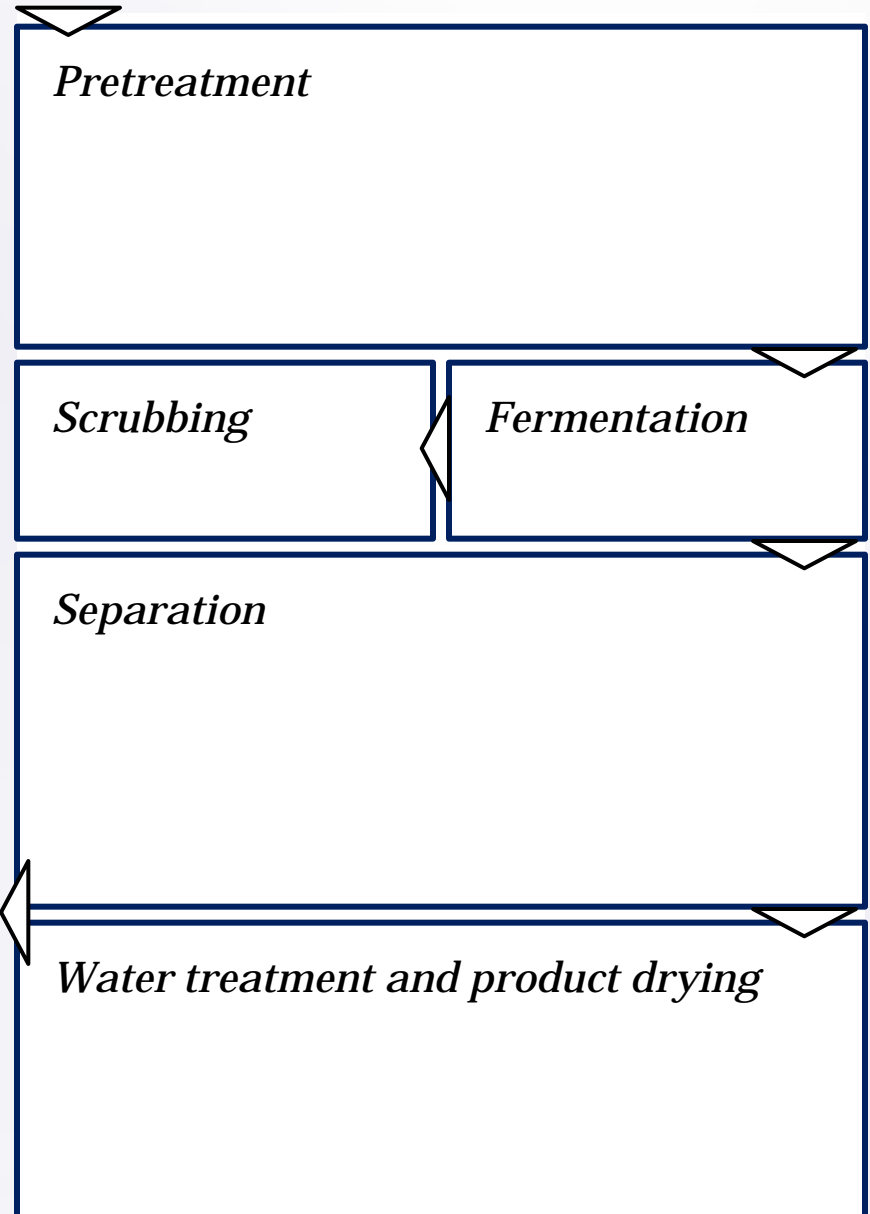 Pretreatment
Scrubbing
Fermentation
Separation
Water treatment and product drying